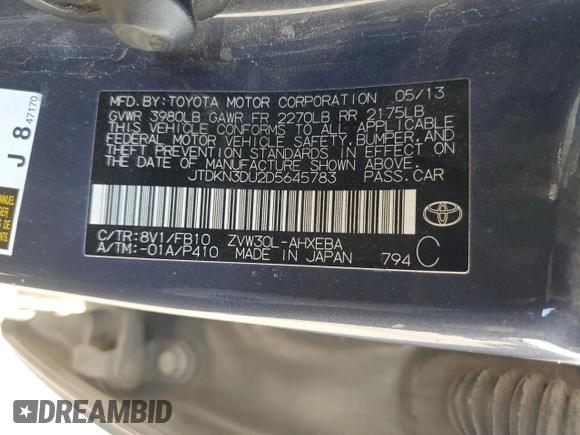 MFD. BY: TOYOTA MOTOR CORPORATION 05/13
GVWR 3980LB GAWR FR 2270LB RR 2175LB
THIS VEHICLE CONFORMS TO ALL APPLICABLE
FEDERAL MOTOR VEHICLE SAFETY, BUMPER, AND
THEFT PREVENTION STANDARDS IN EFFECT ON
THE DATE OF MANUFACTURE SHOWN ABOVE.
JTDKN3DU2D5645783 PASS. CAR
C/TR: 8V1/FB10 ZVW30L-AHXEBA
A/TM: -01A/P410 MADE IN JAPAN 794 C
TOYOTA
J 8 47170
DREAMBID